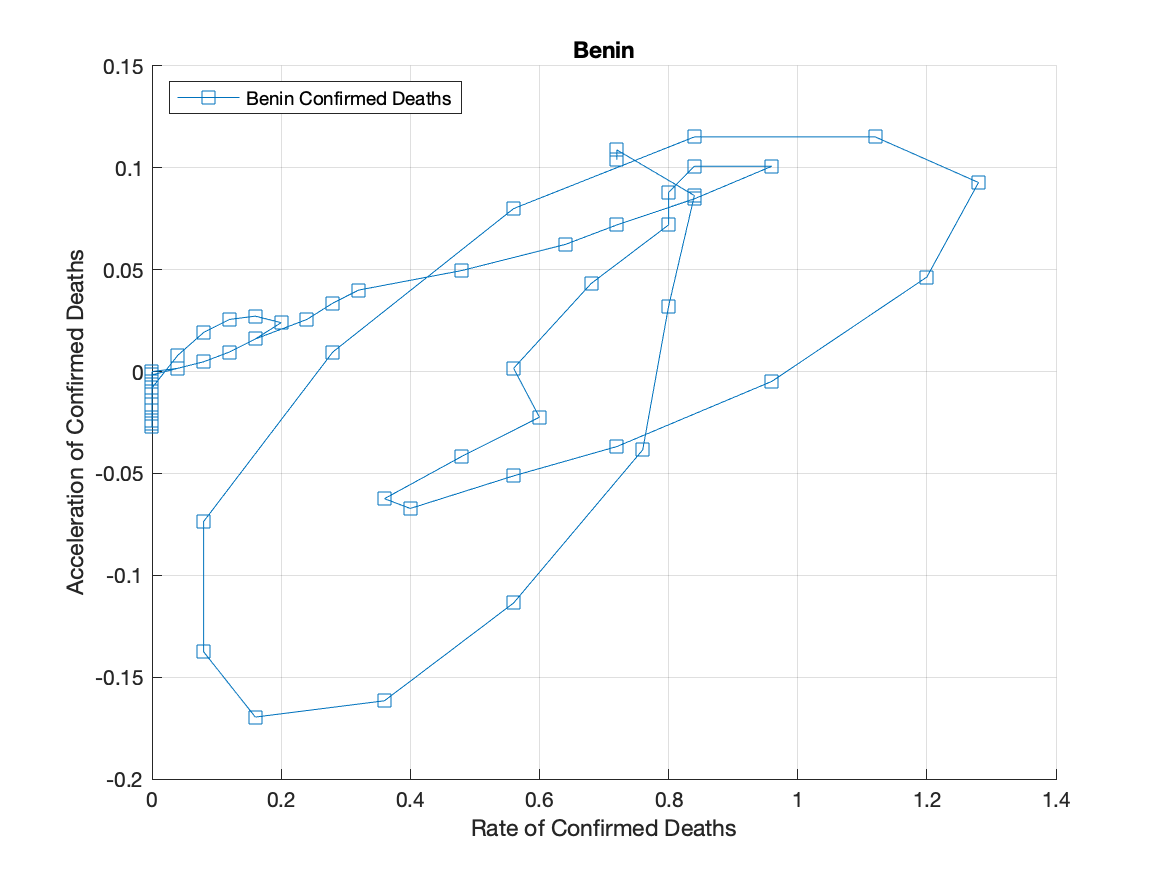 Benin
Benin Confirmed Deaths
0.15
0.1
0.05
0
-0.05
-0.1
-0.15
-0.2
Acceleration of Confirmed Deaths
0 0.2 0.4 0.6 0.8 1 1.2 1.4
Rate of Confirmed Deaths